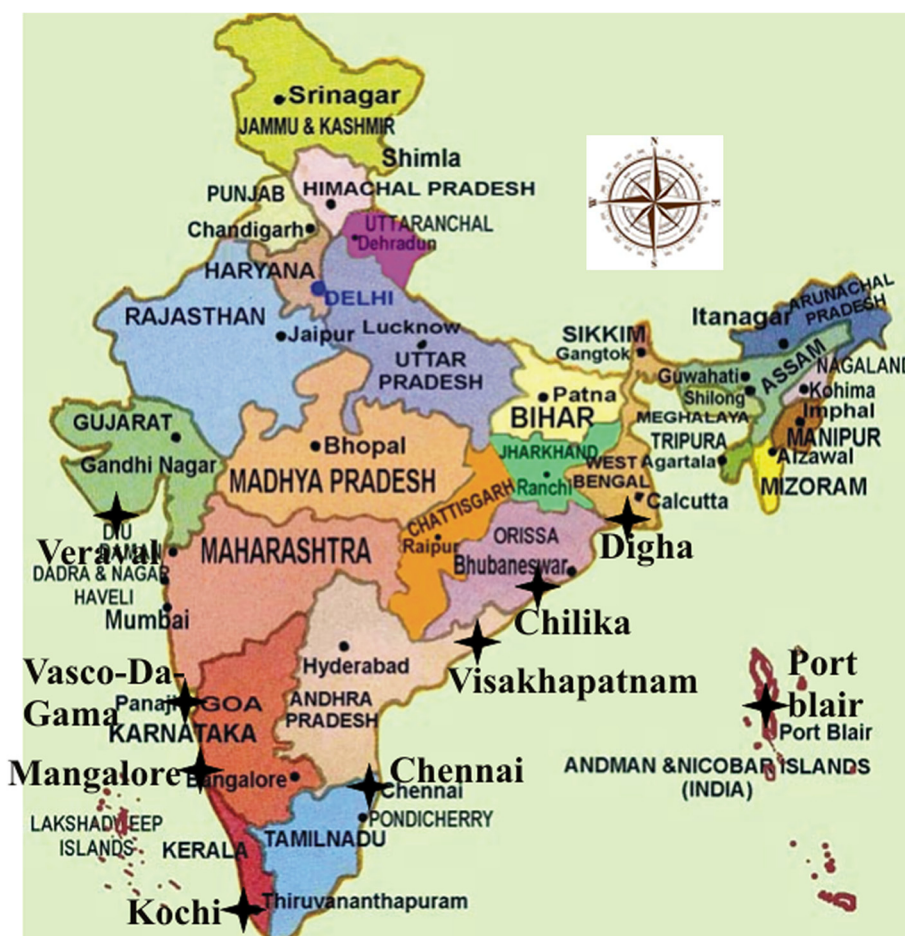 Srinagar
JAMMU & KASHMIR
Shimla
PUNJAB
HIMACHAL PRADESH
Chandigarh
UTTARANCHAL
Dehradun
HARYANA
DELHI
N
W
E
S
RAJASTHAN
Jaipur
Lucknow
UTTAR
PRADESH
SIKKIM
Gangtok
Itanagar
ARUNACHAL
PRADESH
ASSAM
NAGALAND
Guwahati
Shilong
Kohima
Imphal
MEGHALAYA
MANIPUR
TRIPURA
Agartala
Aizawal
MIZORAM
Patna
BIHAR
JHARKHAND
Ranchi
WEST
BENGAL
Calcutta
GUJARAT
Gandhi Nagar
Bhopal
MADHYA PRADESH
CHATTISGARH
Raipur
ORISSA
Bhubaneswar
Digha
Veraval
DIU
DAMAN
DADRA & NAGAR
HAVELI
Mumbai
MAHARASHTRA
Chilika
Visakhapatnam
Hyderabad
ANDHRA
PRADESH
Vasco-Da-
Gama
Panaji
GOA
KARNATAKA
Mangalore
Bangalore
Chennai
Chennai
PONDICHERRY
TAMILNADU
LAKSHADWEEP
ISLANDS
KERALA
Kochi
Thiruvananthapuram
Port
blair
Port Blair
ANDMAN &NICOBAR ISLANDS
(INDIA)